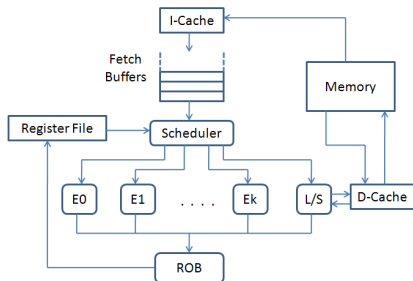 I-Cache
Fetch
Buffers
Memory
Register File
Scheduler
E0
E1
. . . .
Ek
L/S
D-Cache
ROB